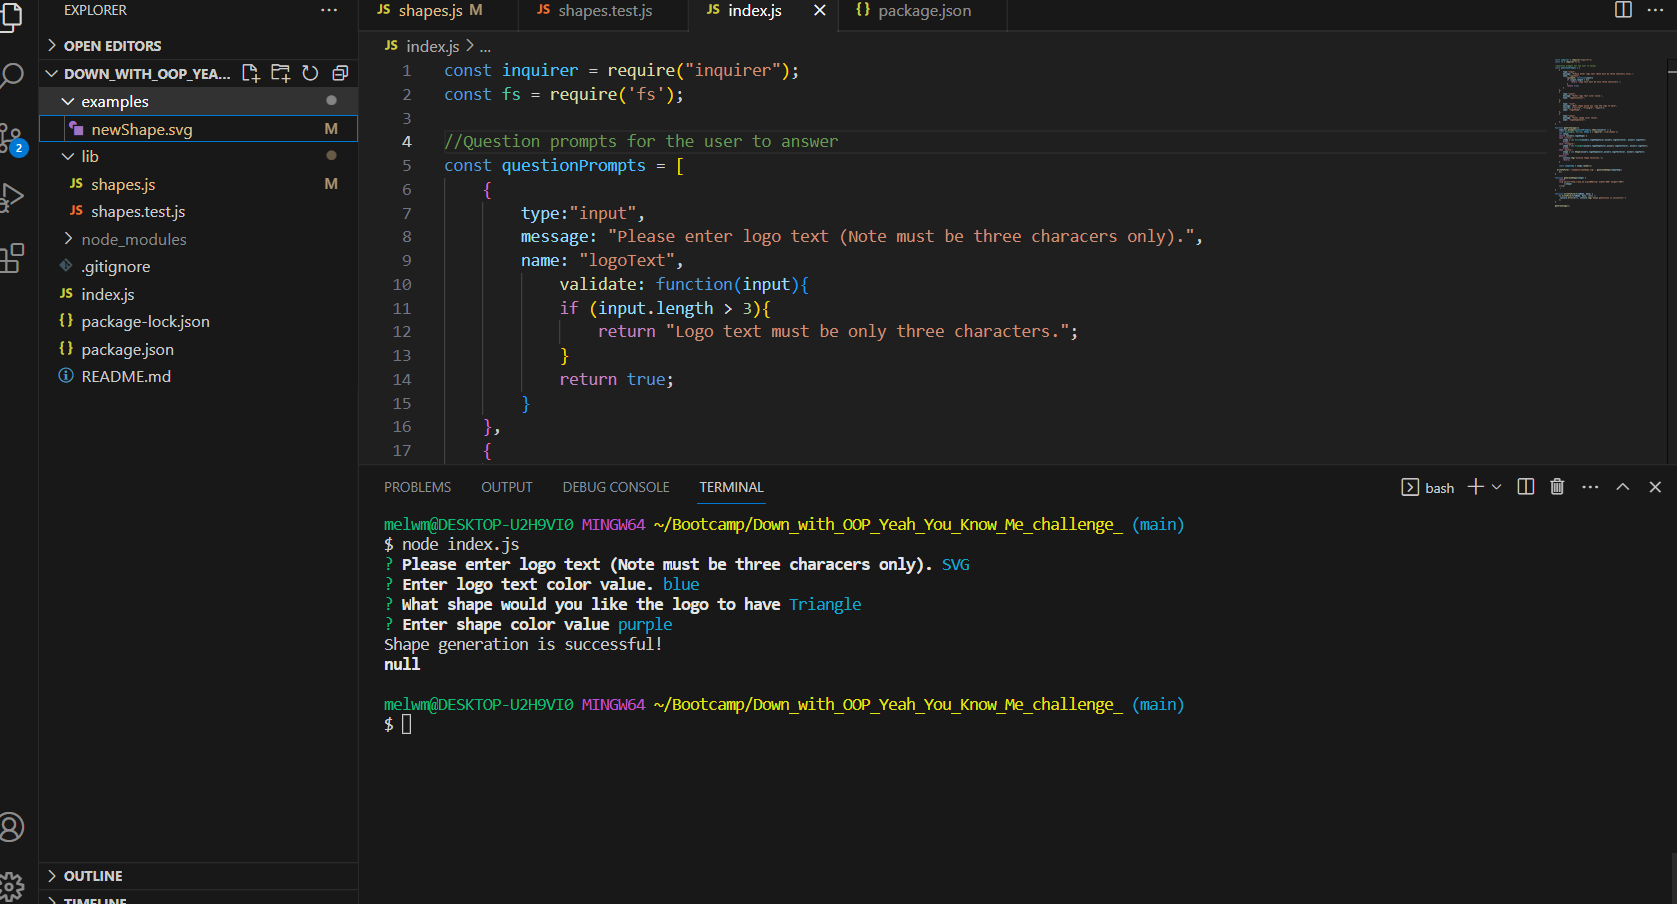 EXPLORER ...
OPEN EDITORS
DOWN_WITH_OOP_YEA...
examples
newShape.svg M
lib
JS shapes.js M
JS shapes.test.js
node_modules
.gitignore
JS index.js
{} package-lock.json
{} package.json
README.md
OUTLINE
TIMELINE
2
JS shapes.js M
JS shapes.test.js
JS index.js
{} package.json
JS index.js > ...
1 const inquirer = require("inquirer");
2 const fs = require('fs');
3
4 //Question prompts for the user to answer
5 const questionPrompts = [
6 {
7 type:"input",
8 message: "Please enter logo text (Note must be three characers only).",
9 name: "logoText",
10 validate: function(input){
11 if (input.length > 3){
12 return "Logo text must be only three characters.";
13 }
14 return true;
15 }
16 },
17 {
PROBLEMS OUTPUT DEBUG CONSOLE TERMINAL
bash
melwm@DESKTOP-U2H9VI0 MINGW64 ~/Bootcamp/Down_with_OOP_Yeah_You_Know_Me_challenge_ (main)
$ node index.js
? Please enter logo text (Note must be three characers only). SVG
? Enter logo text color value. blue
? What shape would you like the logo to have Triangle
? Enter shape color value purple
Shape generation is successful!
null
melwm@DESKTOP-U2H9VI0 MINGW64 ~/Bootcamp/Down_with_OOP_Yeah_You_Know_Me_challenge_ (main)
$